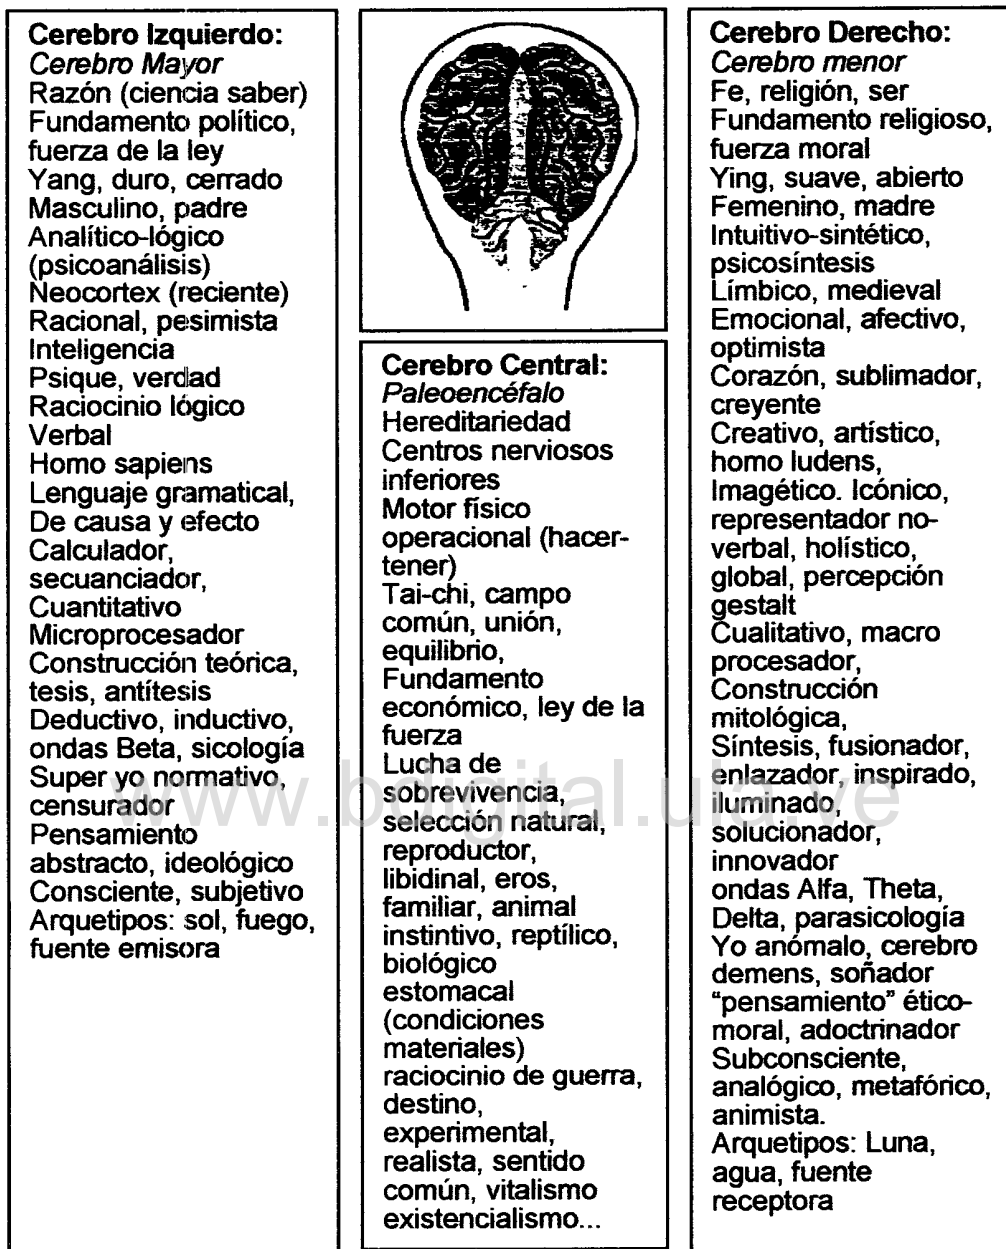 Cerebro Izquierdo:
Cerebro Mayor
Razón (ciencia saber)
Fundamento político,
fuerza de la ley
Yang, duro, cerrado
Masculino, padre
Analítico-lógico
(psicoanálisis)
Neocortex (reciente)
Racional, pesimista
Inteligencia
Psique, verdad
Raciocinio lógico
Verbal
Homo sapiens
Lenguaje gramatical,
De causa y efecto
Calculador,
secuanciador,
Cuantitativo
Microprocesador
Construcción teórica,
tesis, antítesis
Deductivo, inductivo,
ondas Beta, sicología
Super yo normativo,
censurador
Pensamiento
abstracto, ideológico
Consciente, subjetivo
Arquetipos: sol, fuego,
fuente emisora
Cerebro Central:
Paleoencéfalo
Hereditariedad
Centros nerviosos
inferiores
Motor físico
operacional (hacer-
tener)
Tai-chi, campo
común, unión,
equilibrio,
Fundamento
económico, ley de la
fuerza
Lucha de
sobrevivencia,
selección natural,
reproductor,
libidinal, eros,
familiar, animal
instintivo, reptílico,
biológico
estomacal
(condiciones
materiales)
raciocinio de guerra,
destino,
experimental,
realista, sentido
común, vitalismo
existencialismo...
Cerebro Derecho:
Cerebro menor
Fe, religión, ser
Fundamento religioso,
fuerza moral
Ying, suave, abierto
Femenino, madre
Intuitivo-sintético,
psicosíntesis
Límbico, medieval
Emocional, afectivo,
optimista
Corazón, sublimador,
creyente
Creativo, artístico,
homo ludens,
Imagético. Icónico,
representador no-
verbal, holístico,
global, percepción
gestalt
Cualitativo, macro
procesador,
Construcción
mitológica,
Síntesis, fusionador,
enlazador, inspirado,
iluminado,
solucionador,
innovador
ondas Alfa, Theta,
Delta, parasicología
Yo anómalo, cerebro
demens, soñador
"pensamiento" ético-
moral, adoctrinador
Subconsciente,
analógico, metafórico,
animista.
Arquetipos: Luna,
agua, fuente
receptora
www.bdigital.ula.ve